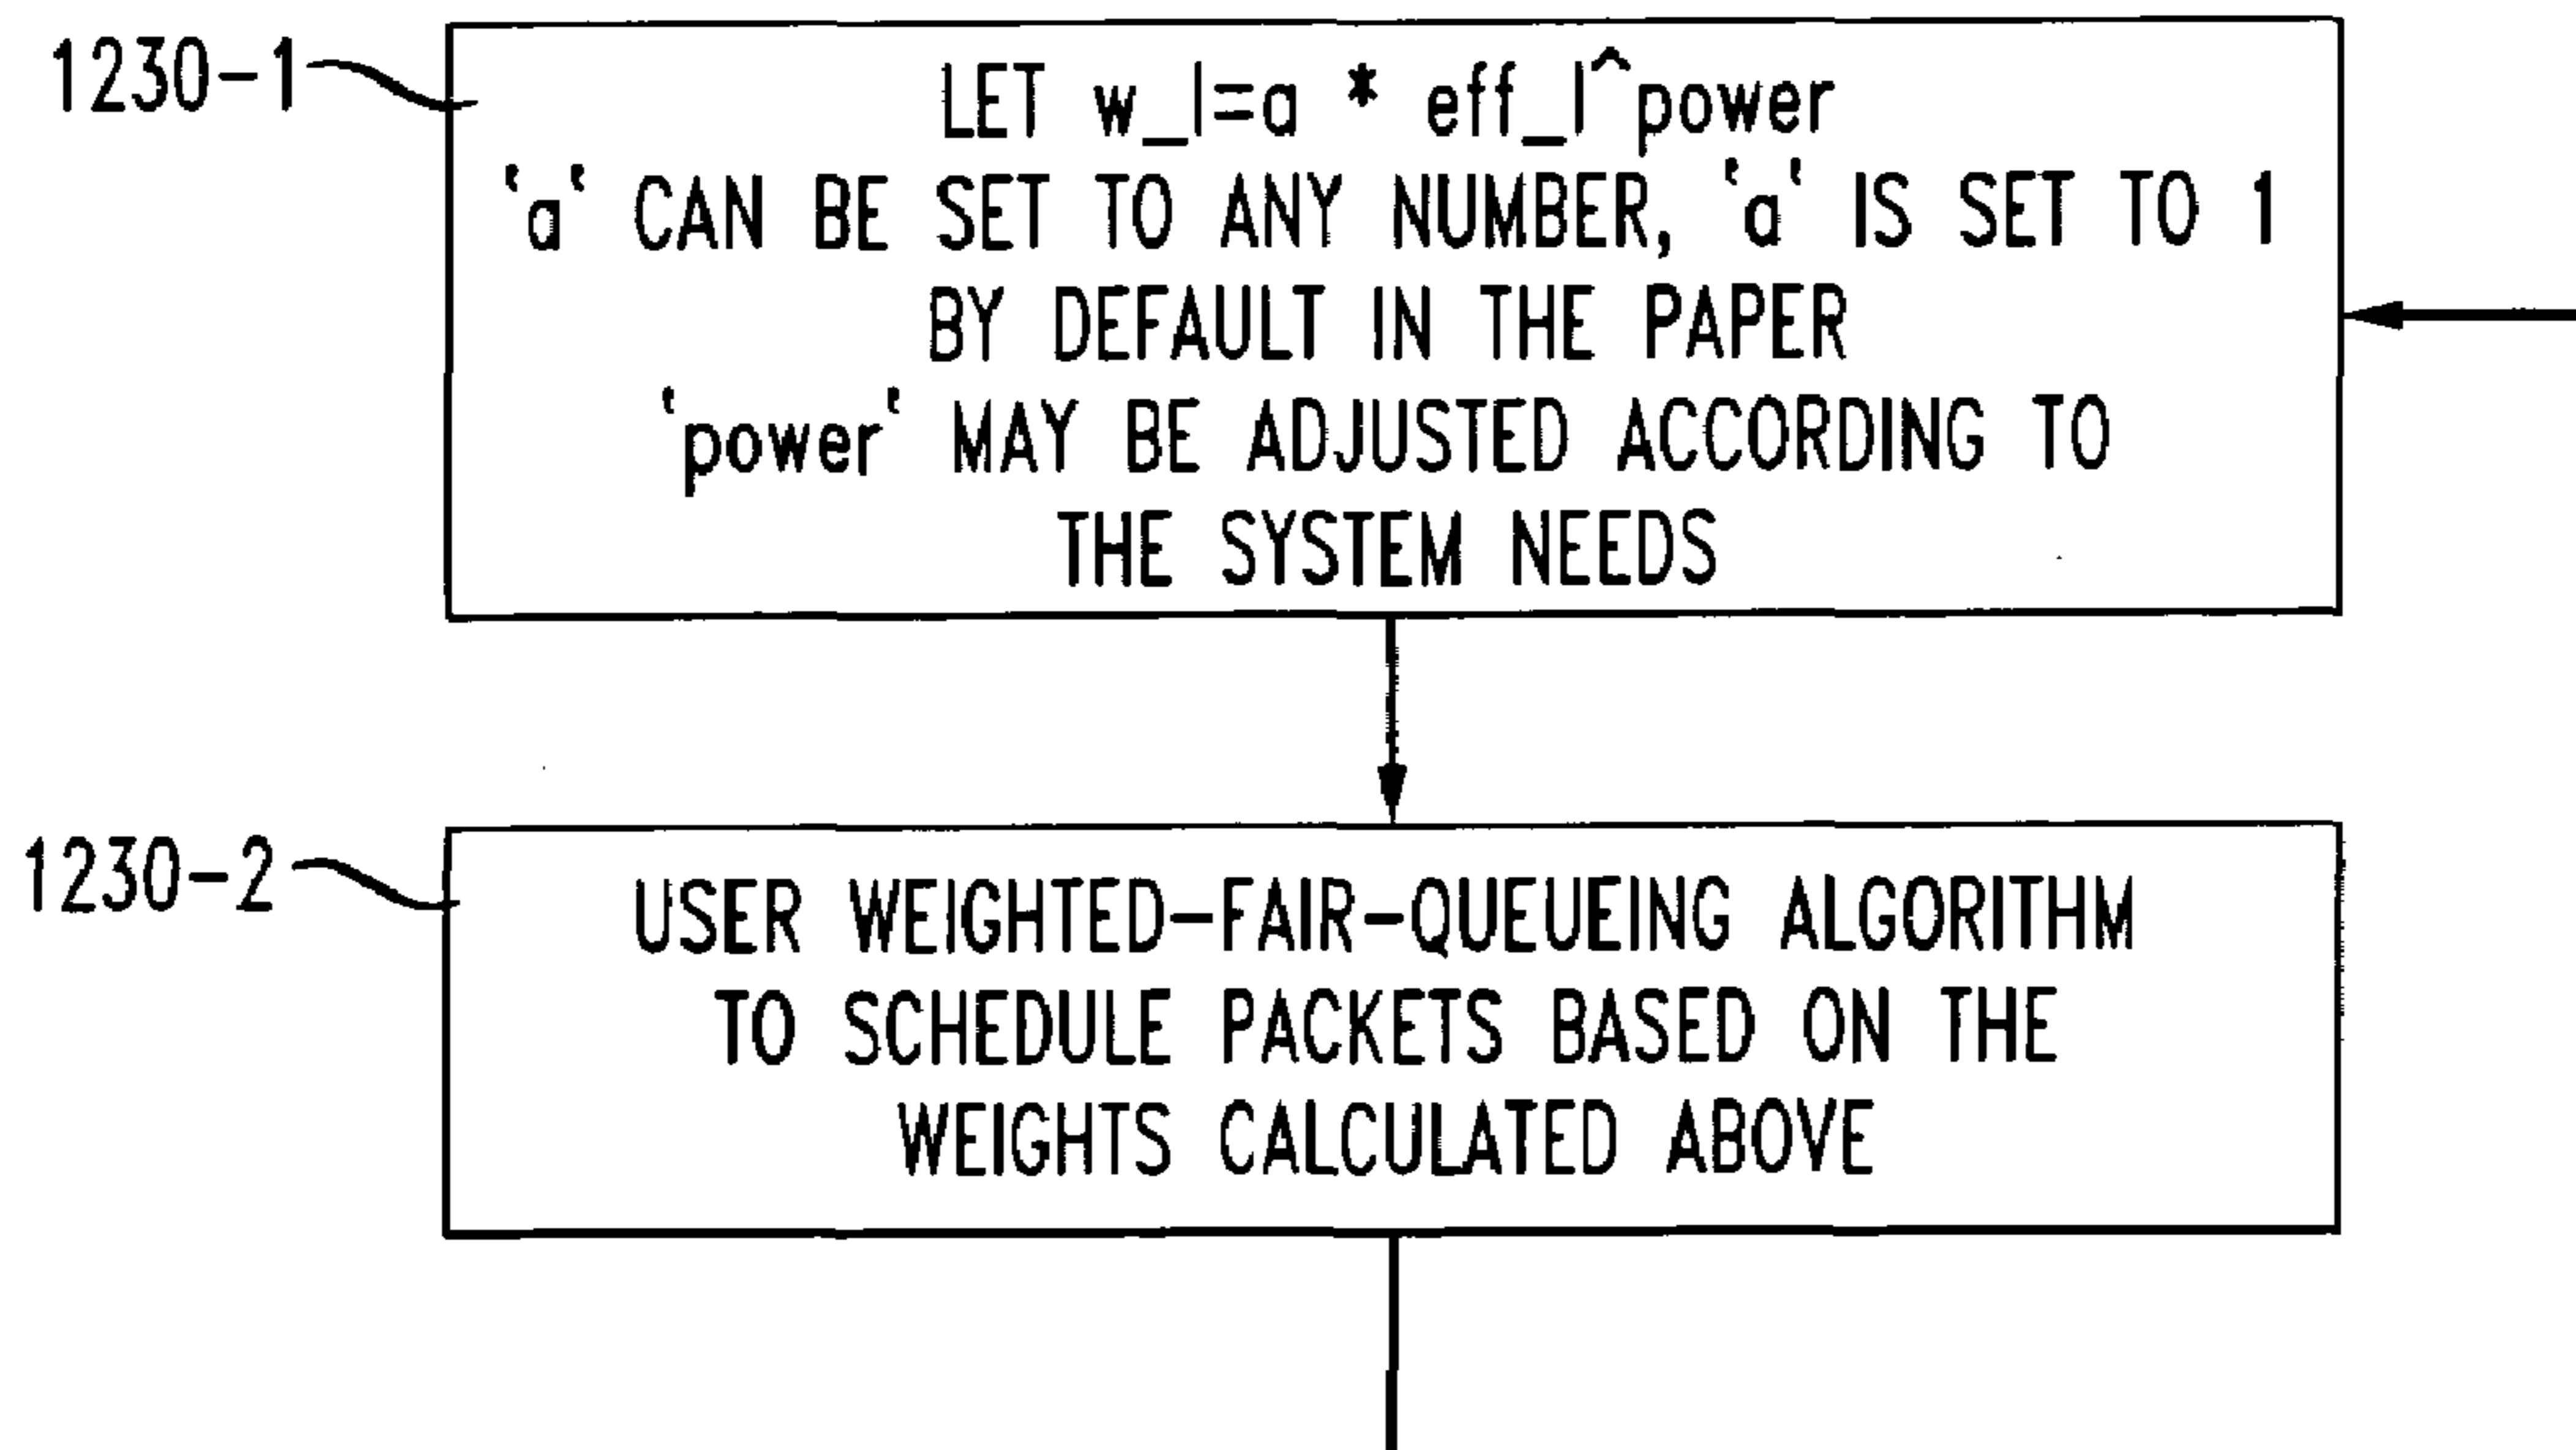 1230-1
LET w_l=a * eff_l^power
'a' CAN BE SET TO ANY NUMBER, 'a' IS SET TO 1
BY DEFAULT IN THE PAPER
'power' MAY BE ADJUSTED ACCORDING TO
THE SYSTEM NEEDS
1230-2
USER WEIGHTED-FAIR-QUEUEING ALGORITHM
TO SCHEDULE PACKETS BASED ON THE
WEIGHTS CALCULATED ABOVE